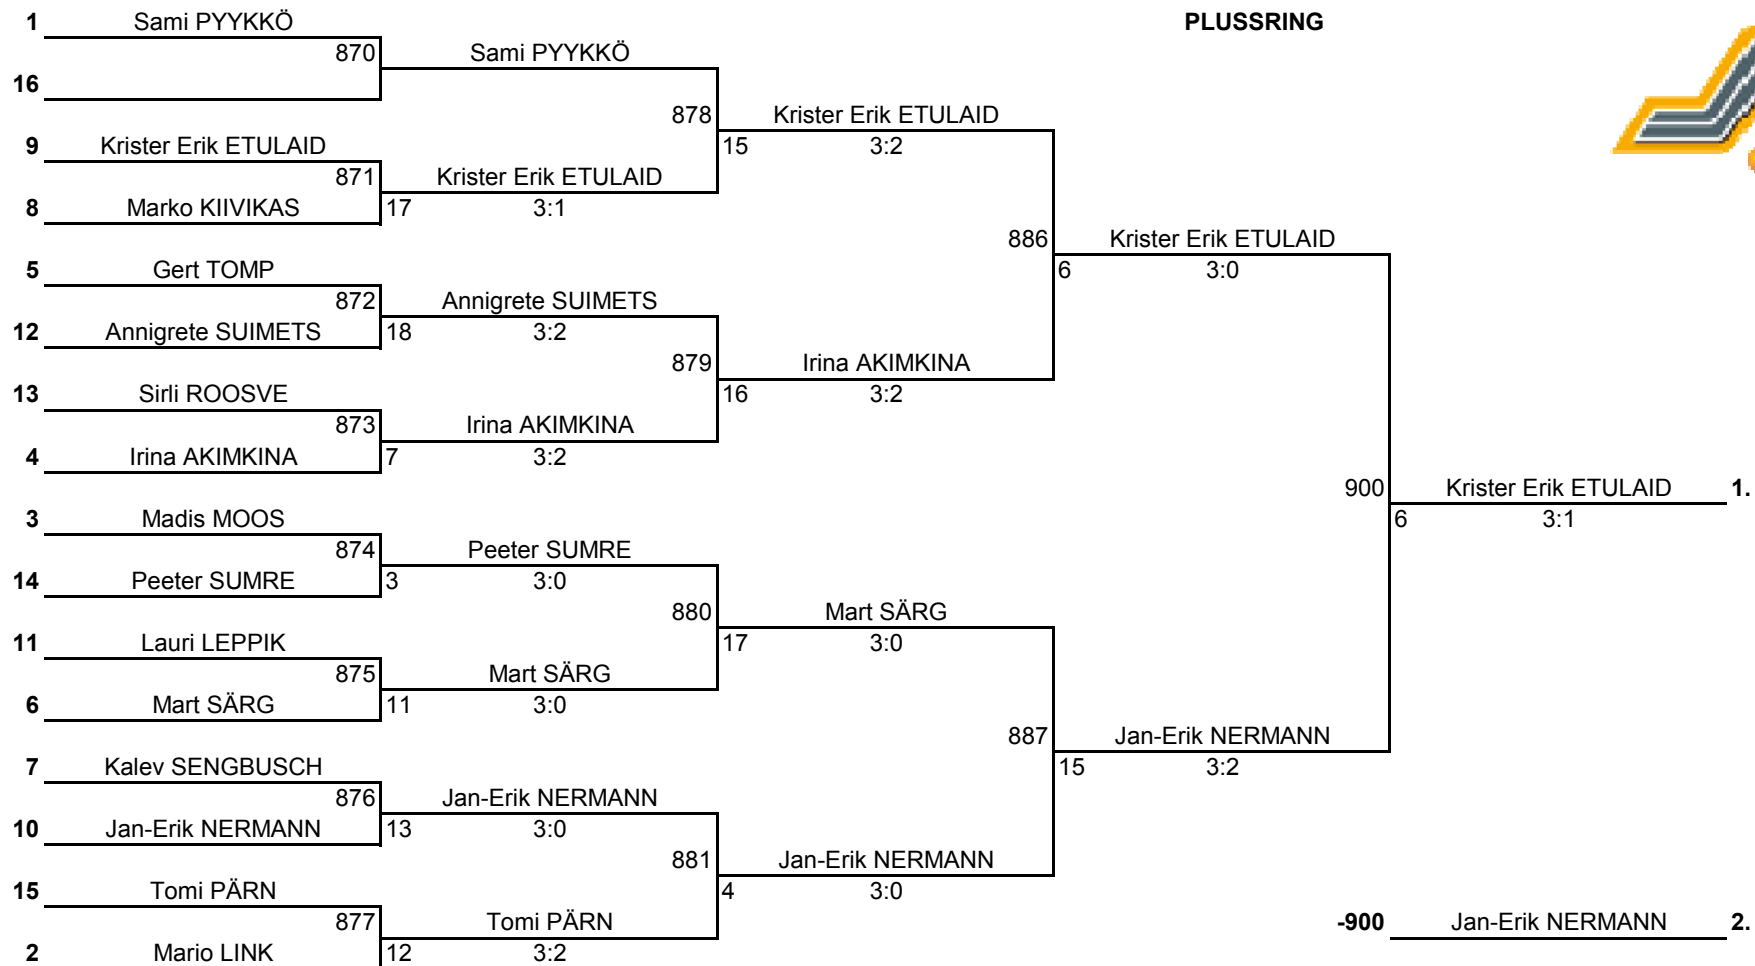 1 Sami PYYKKÖ PLUSSRING
870 Sami PYYKKÖ
16
878 Krister Erik ETULAID
9 Krister Erik ETULAID 15 3:2
871 Krister Erik ETULAID
8 Marko KIIVIKAS 17 3:1
886 Krister Erik ETULAID
5 Gert TOMP 6 3:0
872 Annigrete SUIMETS
12 Annigrete SUIMETS 18 3:2
879 Irina AKIMKINA
13 Sirli ROOSVE 16 3:2
873 Irina AKIMKINA
4 Irina AKIMKINA 7 3:2
900 Krister Erik ETULAID 1.
3 Madis MOOS 6 3:1
874 Peeter SUMRE
14 Peeter SUMRE 3 3:0
880 Mart SÄRG
11 Lauri LEPPIK 17 3:0
875 Mart SÄRG
6 Mart SÄRG 11 3:0
887 Jan-Erik NERMANN
7 Kalev SENGBUSCH 15 3:2
876 Jan-Erik NERMANN
10 Jan-Erik NERMANN 13 3:0
881 Jan-Erik NERMANN
15 Tomi PÄRN 4 3:0
877 Tomi PÄRN -900 Jan-Erik NERMANN 2.
2 Mario LINK 12 3:2